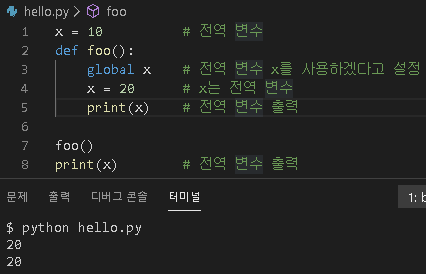 hello.py > foo
1 x = 10 # 전역 변수
2 def foo():
3 global x # 전역 변수 x를 사용하겠다고 설정
4 x = 20 # x는 전역 변수
5 print(x) # 전역 변수 출력
6
7 foo()
8 print(x) # 전역 변수 출력
문제 출력 디버그 콘솔 터미널 1: b
$ python hello.py
20
20